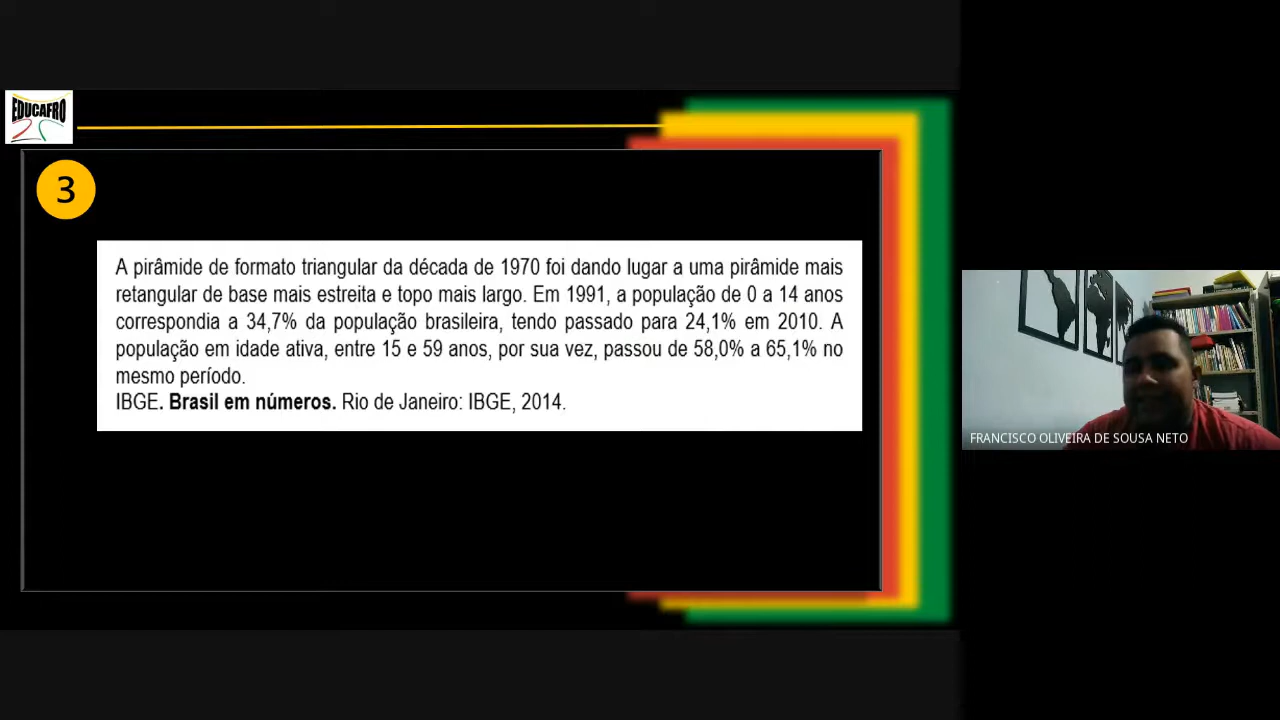 EDUCAFRO
3
A pirâmide de formato triangular da década de 1970 foi dando lugar a uma pirâmide mais
retangular de base mais estreita e topo mais largo. Em 1991, a população de 0 a 14 anos
correspondia a 34,7% da população brasileira, tendo passado para 24,1% em 2010. A
população em idade ativa, entre 15 e 59 anos, por sua vez, passou de 58,0% a 65,1% no
mesmo período.
IBGE. Brasil em números. Rio de Janeiro: IBGE, 2014.
FRANCISCO OLIVEIRA DE SOUSA NETO